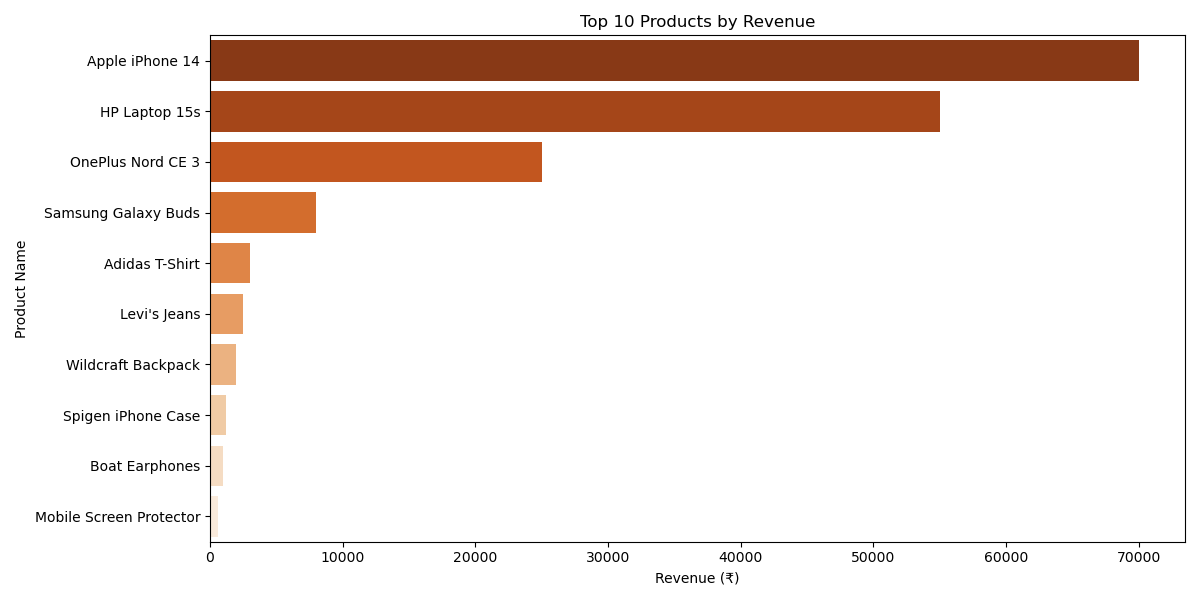 Top 10 Products by Revenue
Product Name
Apple iPhone 14
HP Laptop 15s
OnePlus Nord CE 3
Samsung Galaxy Buds
Adidas T-Shirt
Levi's Jeans
Wildcraft Backpack
Spigen iPhone Case
Boat Earphones
Mobile Screen Protector
0 10000 20000 30000 40000 50000 60000 70000
Revenue (₹)